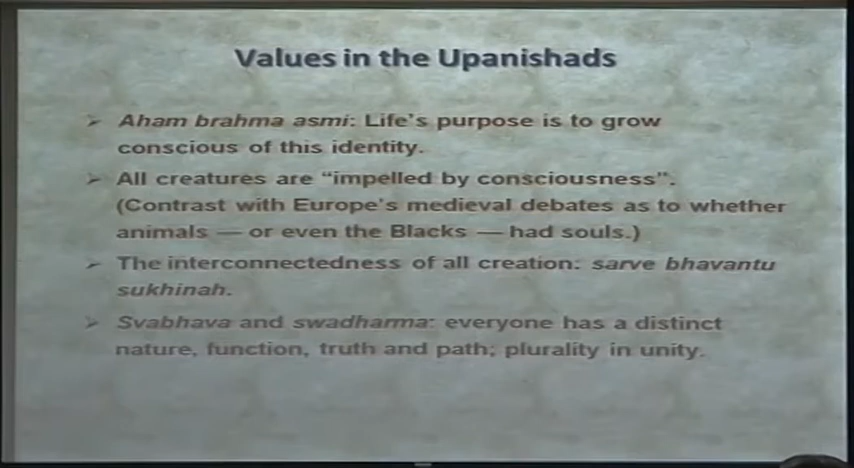 Values in the Upanishads
➢ Aham brahma asmi: Life's purpose is to grow
conscious of this identity.
➢ All creatures are "impelled by consciousness".
(Contrast with Europe's medieval debates as to whether
animals — or even the Blacks — had souls.)
➢ The interconnectedness of all creation: sarve bhavantu
sukhinah.
➢ Svabhava and swadharma: everyone has a distinct
nature, function, truth and path; plurality in unity.